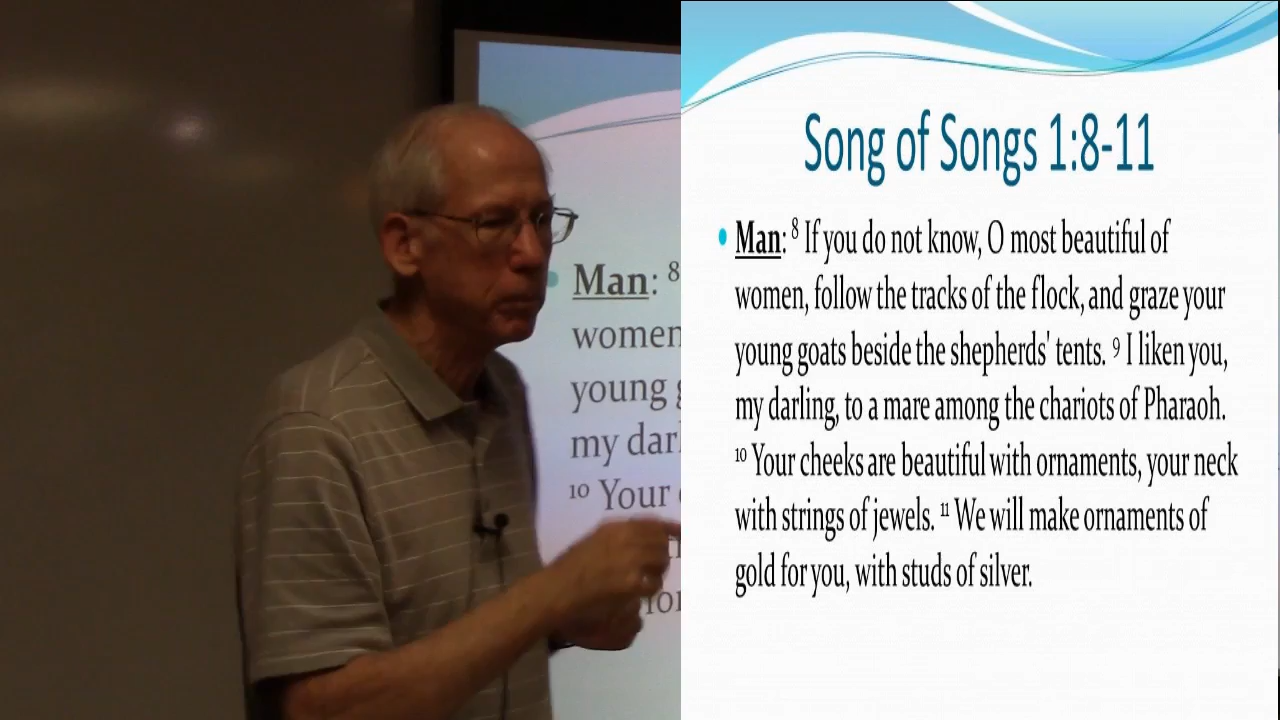 Song of Songs 1:8-11
Man: 8 If you do not know, O most beautiful of
women, follow the tracks of the flock, and graze your
young goats beside the shepherds' tents. 9 I liken you,
my darling, to a mare among the chariots of Pharaoh.
10 Your cheeks are beautiful with ornaments, your neck
with strings of jewels. 11 We will make ornaments of
gold for you, with studs of silver.
Man: 8
women
young
my
10 Your